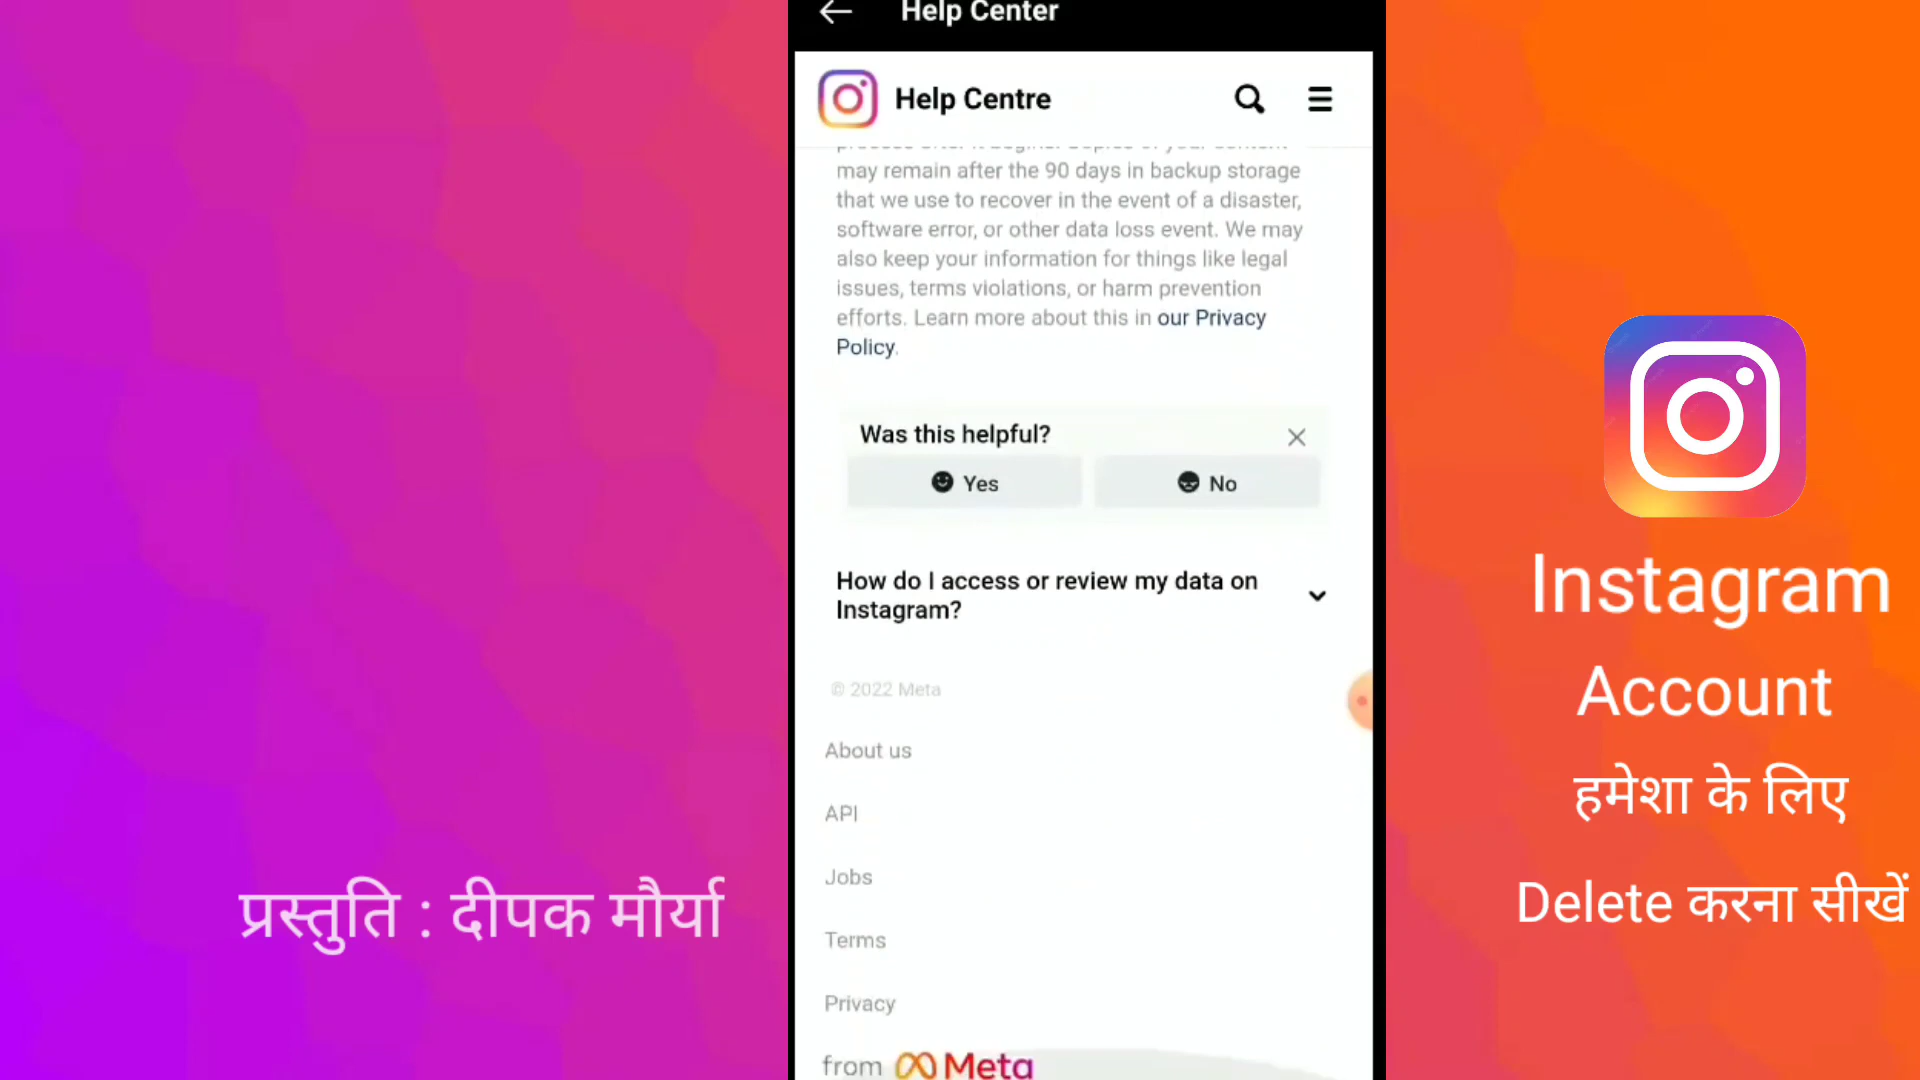 Help Center
Help Centre
may remain after the 90 days in backup storage
that we use to recover in the event of a disaster,
software error, or other data loss event. We may
also keep your information for things like legal
issues, terms violations, or harm prevention
efforts. Learn more about this in our Privacy
Policy.
Was this helpful?
Yes
No
How do I access or review my data on
Instagram?
© 2022 Meta
About us
API
Jobs
Terms
Privacy
from Meta
प्रस्तुति : दीपक मौर्या
Instagram
Account
हमेशा के लिए
Delete करना सीखें